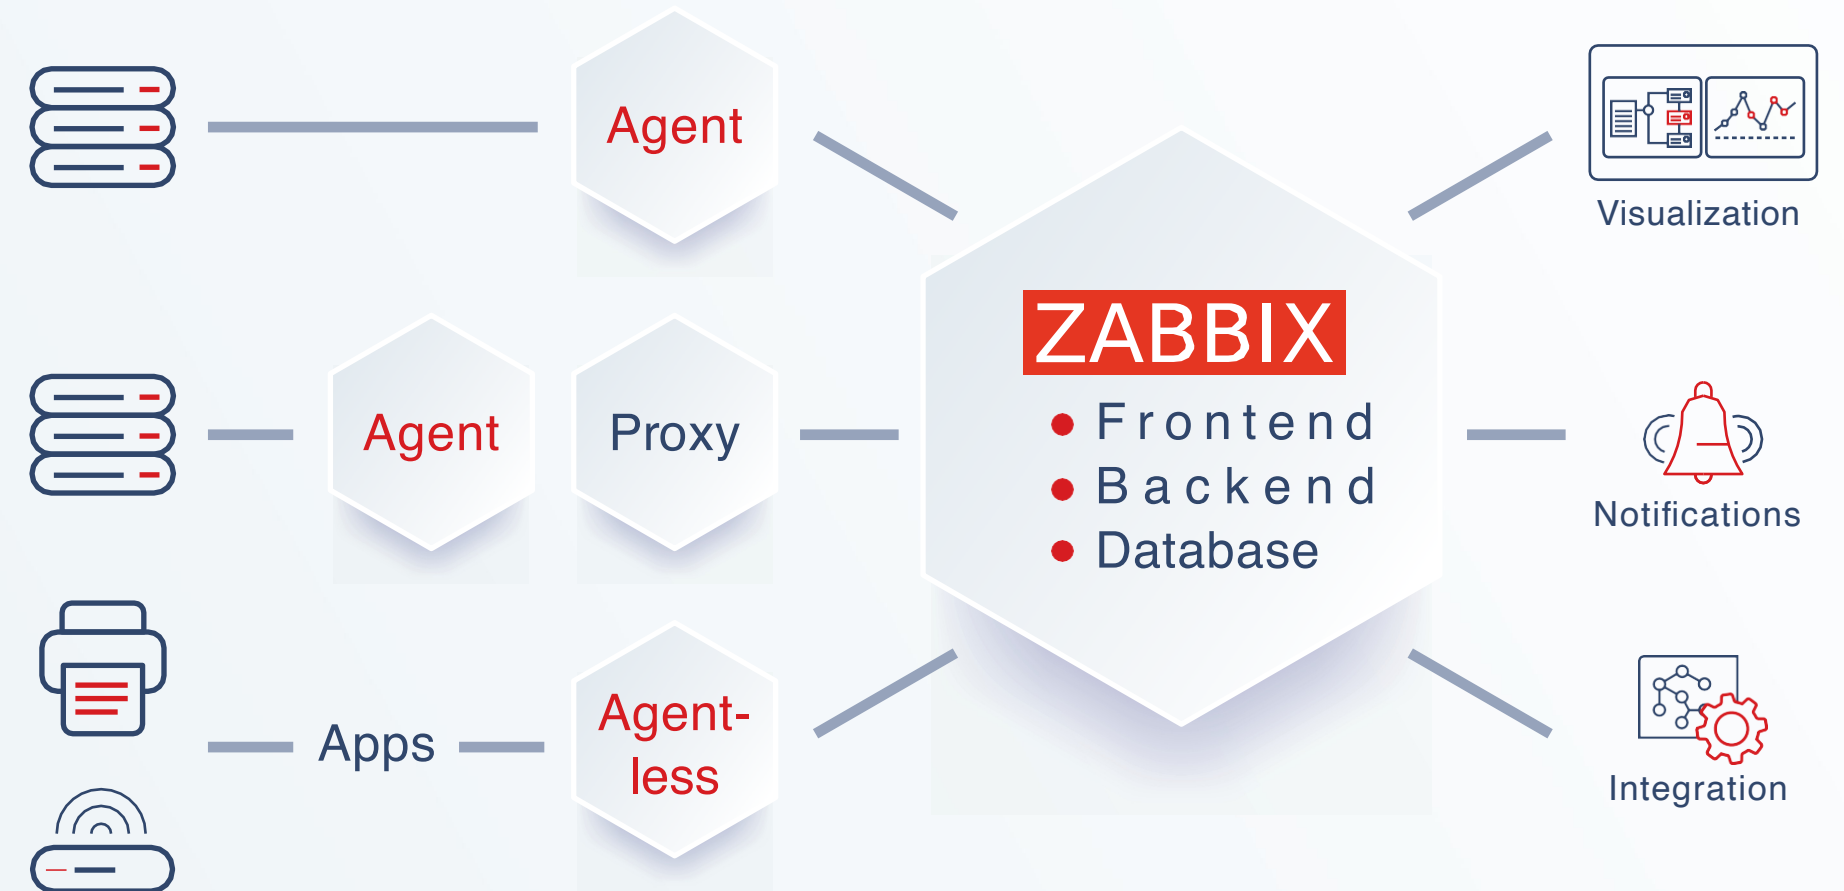 Agent
Visualization
ZABBIX
Agent
Proxy
Frontend
Backend
Database
Notifications
Apps
Agent-
less
Integration